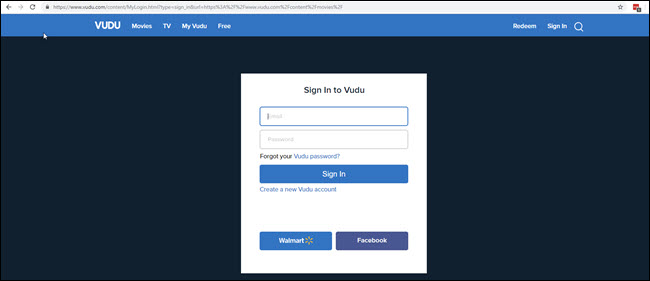 https://www.vudu.com/content/MyLogin.html?type=sign_in&url=https%3A%2F%2Fwww.vudu.com%2Fcontent%2Fmovies%2F
VUDU Movies TV My Vudu Free Redeem Sign In
Sign In to Vudu
Email
Password
Forgot your Vudu password?
Sign In
Create a new Vudu account
Walmart Facebook